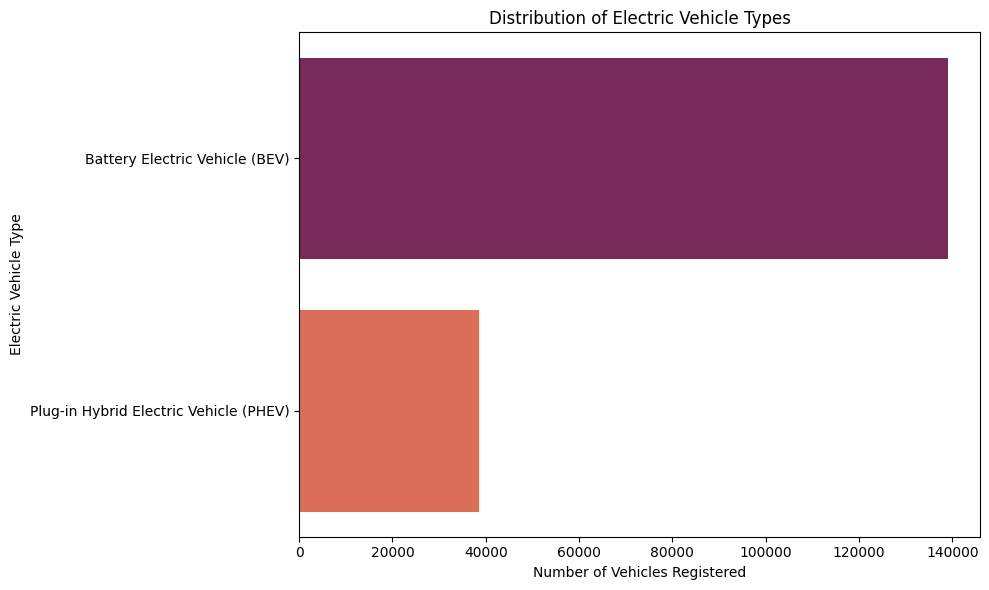 Distribution of Electric Vehicle Types
Electric Vehicle Type
Battery Electric Vehicle (BEV)
Plug-in Hybrid Electric Vehicle (PHEV)
0 20000 40000 60000 80000 100000 120000 140000
Number of Vehicles Registered